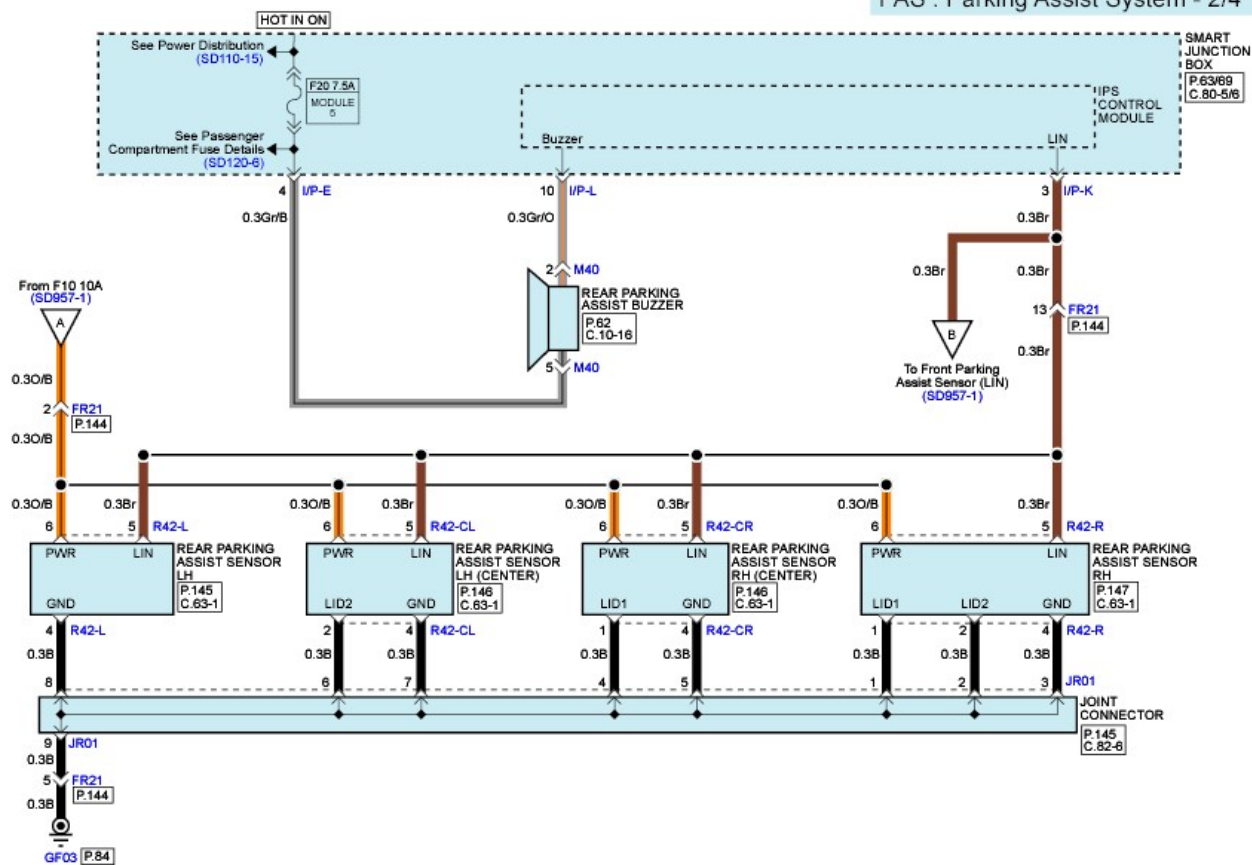 PAS : Parking Assist System - 2/4
HOT IN ON
See Power Distribution
(SD110-15)
F20 7.5A
MODULE
5
See Passenger
Compartment Fuse Details
(SD120-6)
Buzzer
LIN
IPS
CONTROL
MODULE
SMART
JUNCTION
BOX
P.63/69
C.80-5/6
4 I/P-E
10 I/P-L
3 I/P-K
0.3Gr/B
0.3Gr/O
0.3Br
0.3Br
0.3Br
2 M40
REAR PARKING
ASSIST BUZZER
P.62
C.10-16
5 M40
13 FR21
P.144
0.3Br
B
To Front Parking
Assist Sensor (LIN)
(SD957-1)
From F10 10A
(SD957-1)
A
0.3O/B
2 FR21
P.144
0.3O/B
0.3O/B 0.3Br 0.3O/B 0.3Br 0.3O/B 0.3Br 0.3O/B 0.3Br
6 5 R42-L 6 5 R42-CL 6 5 R42-CR 6 5 R42-R
PWR LIN
GND
REAR PARKING
ASSIST SENSOR
LH
P.145
C.63-1
PWR LIN
LID2 GND
REAR PARKING
ASSIST SENSOR
LH (CENTER)
P.146
C.63-1
PWR LIN
LID1 GND
REAR PARKING
ASSIST SENSOR
RH (CENTER)
P.146
C.63-1
PWR LIN
LID1 LID2 GND
REAR PARKING
ASSIST SENSOR
RH
P.147
C.63-1
4 R42-L 2 4 R42-CL 1 4 R42-CR 1 2 4 R42-R
0.3B 0.3B 0.3B 0.3B 0.3B 0.3B 0.3B 0.3B
8 6 7 4 5 1 2 3 JR01
JOINT
CONNECTOR
P.145
C.82-6
9 JR01
0.3B
5 FR21
P.144
0.3B
GF03 P.84